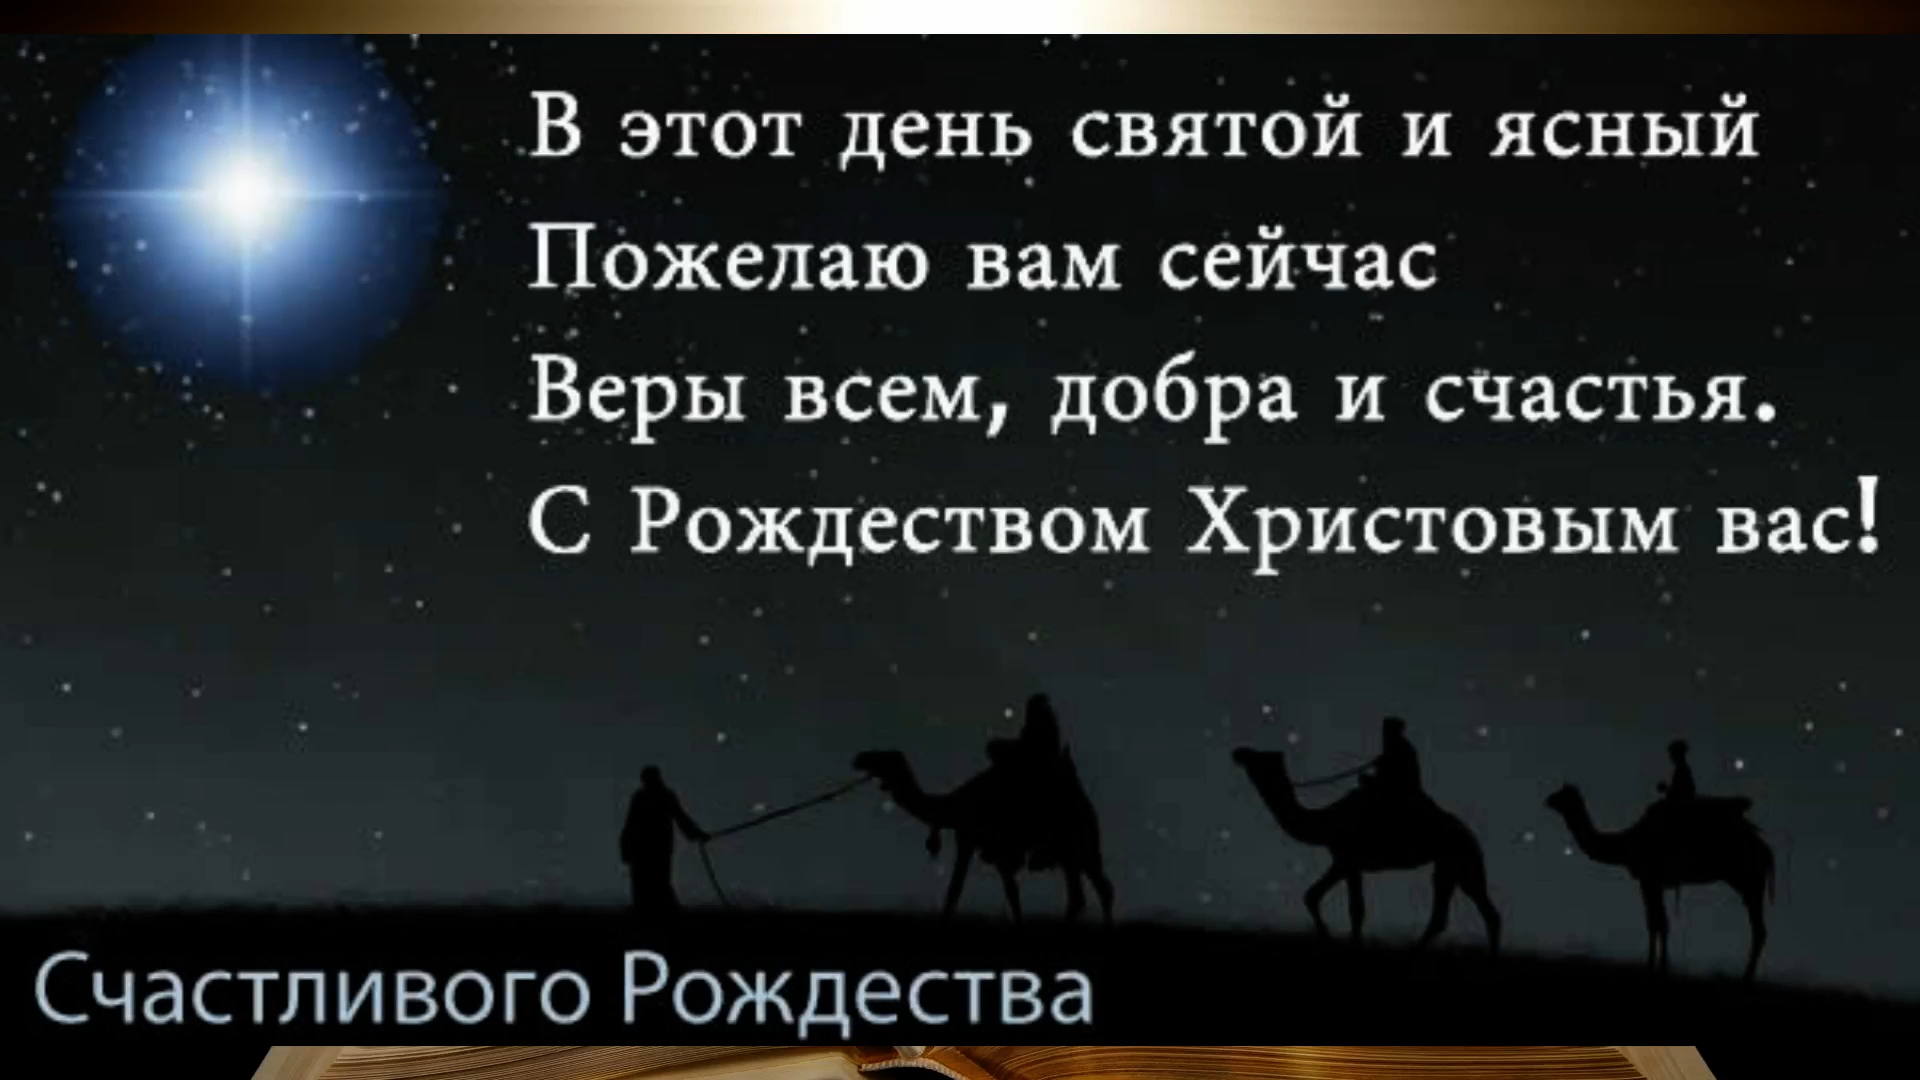 В этот день святой и ясный
Пожелаю вам сейчас
Веры всем, добра и счастья.
С Рождеством Христовым вас!
Счастливого Рождества